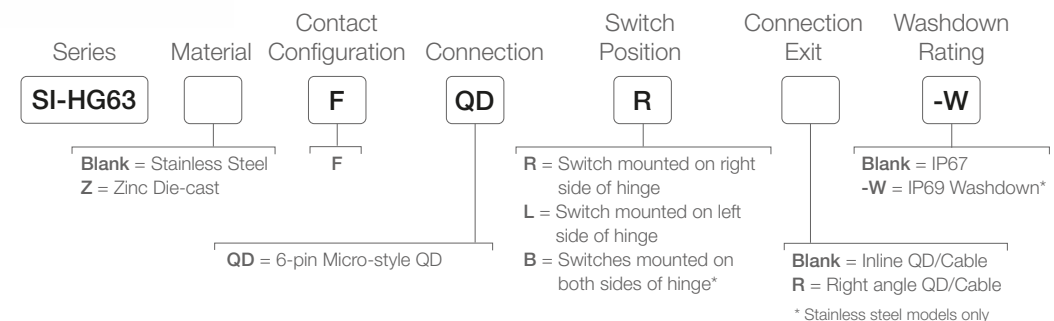 Series
Material
Contact
Configuration
Connection
Switch
Position
Connection
Exit
Washdown
Rating
SI-HG63
F
QD
R
-W
Blank = Stainless Steel
Z = Zinc Die-cast
F
QD = 6-pin Micro-style QD
R = Switch mounted on right
side of hinge
L = Switch mounted on left
side of hinge
B = Switches mounted on
both sides of hinge*
Blank = Inline QD/Cable
R = Right angle QD/Cable
Blank = IP67
-W = IP69 Washdown*
* Stainless steel models only